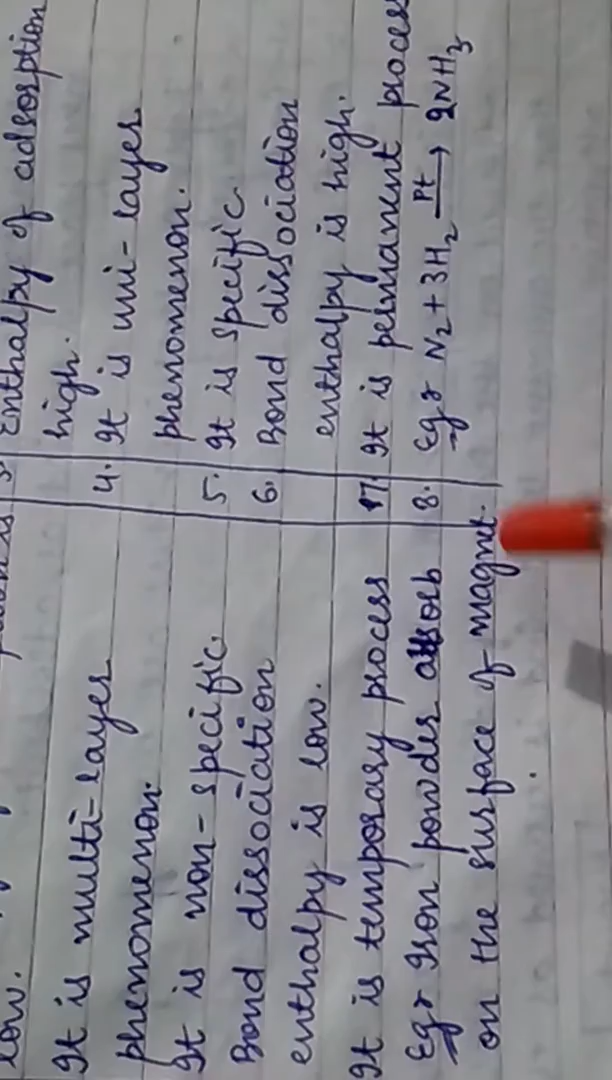 low.
It is multi-layer
phenomenon.
It is non-specific
Bond dissociation
enthalpy is low.
It is temporary process
Eg r Iron powder absorb
on the surface of magnet.
Enthalpy of adsorption
high.
4. It is uni-layer
phenomenon.
5. It is specific
6. Bond dissociation
enthalpy is high.
7. It is permanent process
8. Eg r N2 + 3H2 Pt→ 2NH3